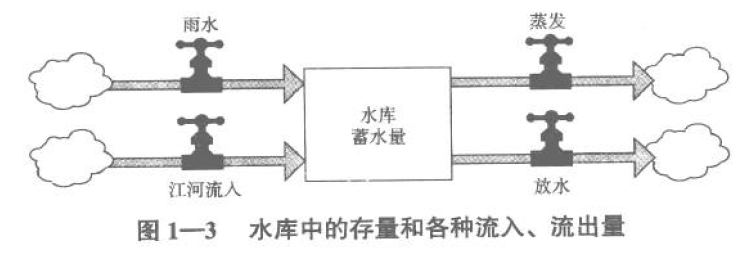 雨水
蒸发
水库
蓄水量
江河流入
放水
图 1—3 水库中的存量和各种流入、流出量